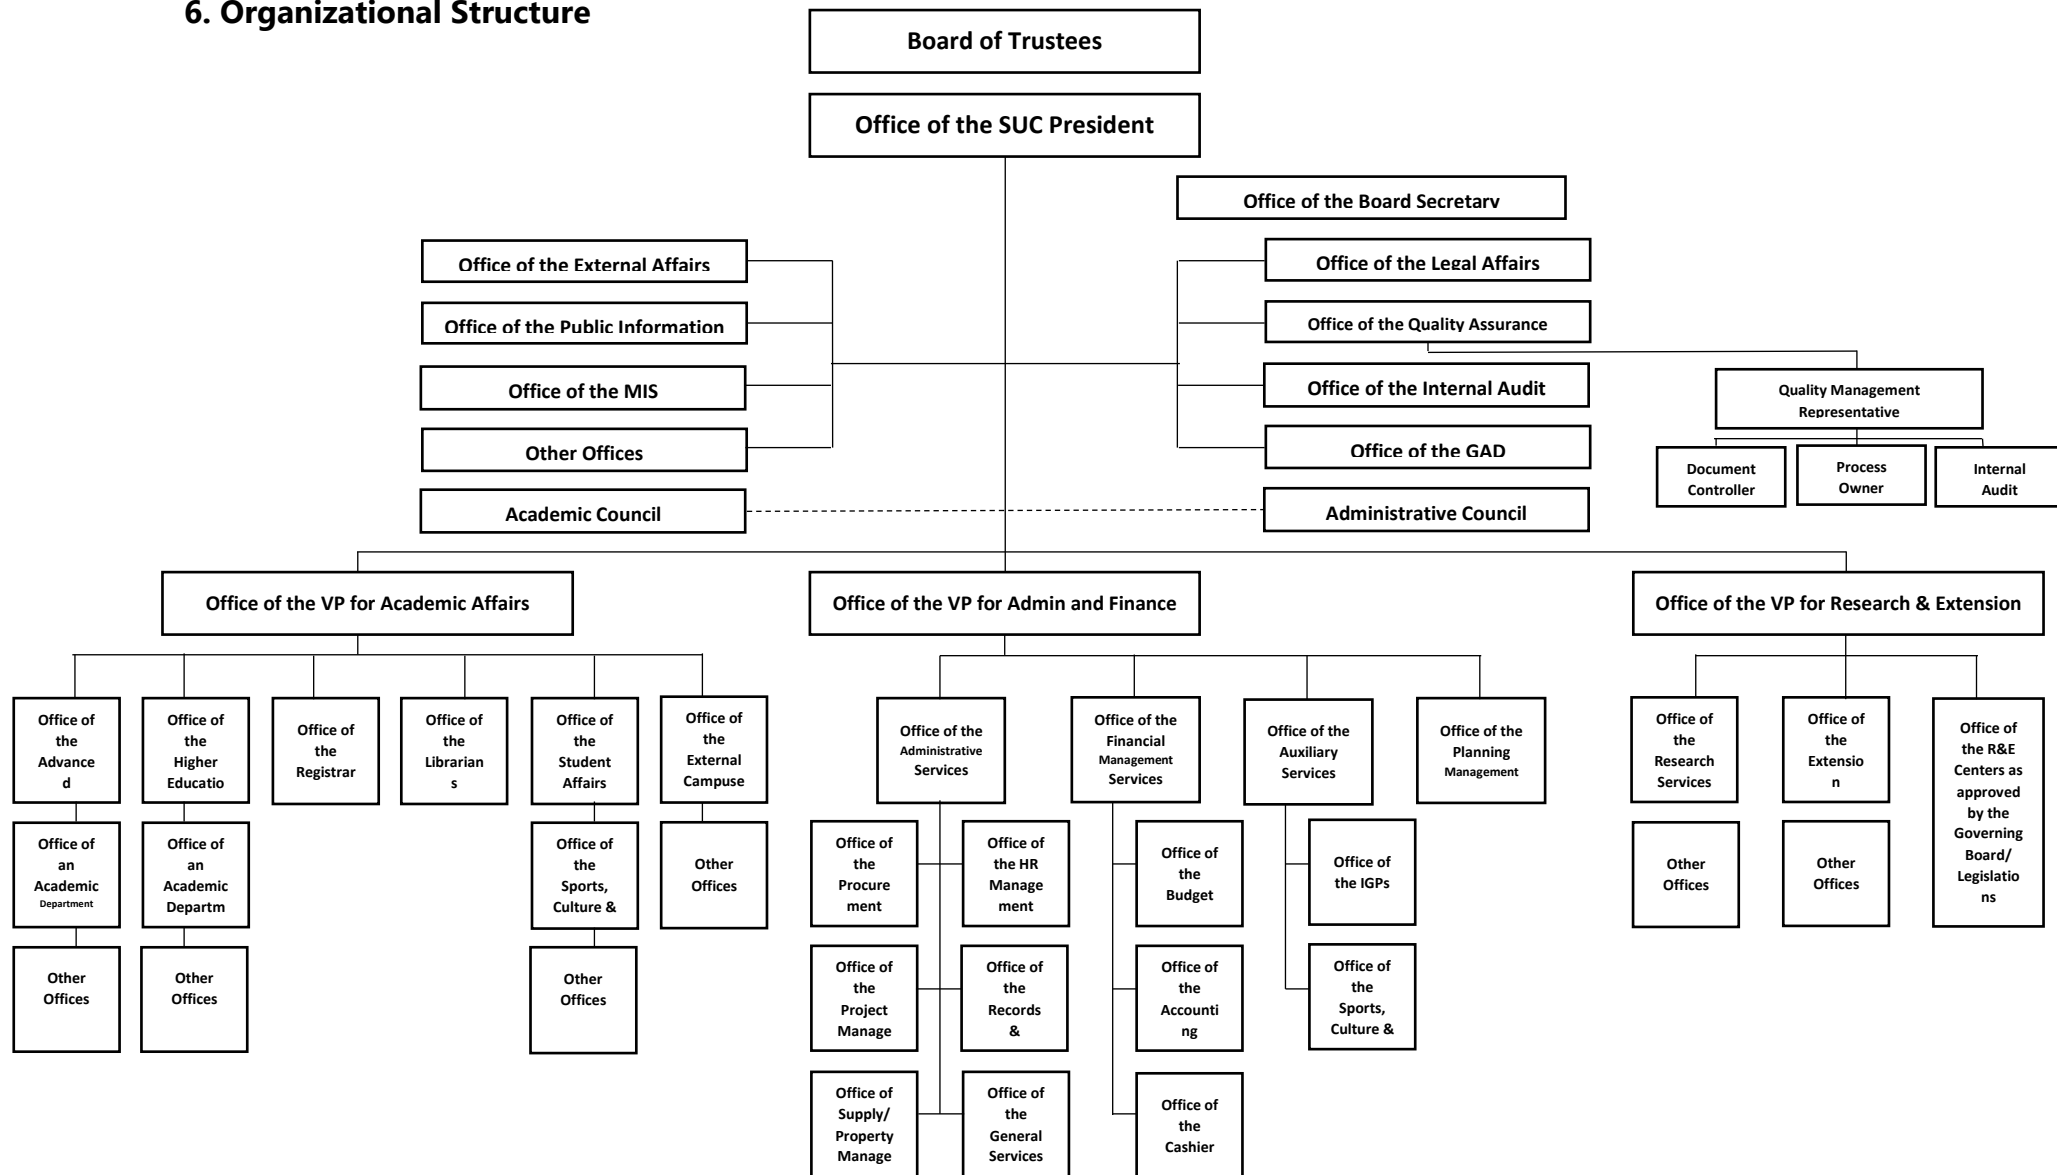 6. Organizational Structure
Board of Trustees
Office of the SUC President
Office of the Board Secretary
Office of the External Affairs
Office of the Public Information
Office of the MIS
Other Offices
Academic Council
Office of the Legal Affairs
Office of the Quality Assurance
Office of the Internal Audit
Office of the GAD
Administrative Council
Quality Management
Representative
Document
Controller
Process
Owner
Internal
Audit
Office of the VP for Academic Affairs
Office of the VP for Admin and Finance
Office of the VP for Research & Extension
Office of
the
Advance
d
Office of
the
Higher
Educatio
Office of
the
Registrar
Office of
the
Librarian
s
Office of
the
Student
Affairs
Office of
the
External
Campuse
Office of
an
Academic
Department
Office of
an
Academic
Departm
Office of
the
Sports,
Culture &
Other
Offices
Other
Offices
Other
Offices
Other
Offices
Office of the
Administrative
Services
Office of the
Financial
Management
Services
Office of the
Auxiliary
Services
Office of the
Planning
Management
Office of
the
Procure
ment
Office of
the HR
Manage
ment
Office of
the
Budget
Office of
the IGPs
Office of
the
Project
Manage
Office of
the
Records
&
Office of
the
Accounti
ng
Office of
the
Sports,
Culture &
Office of
Supply/
Property
Manage
Office of
the
General
Services
Office of
the
Cashier
Office of
the
Research
Services
Office of
the
Extensio
n
Office of
the R&E
Centers as
approved
by the
Governing
Board/
Legislatio
ns
Other
Offices
Other
Offices